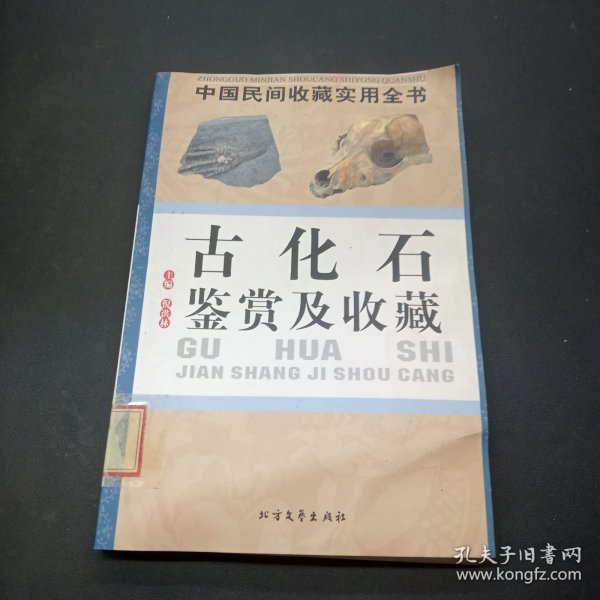 ZHONGGUO MINJIAN SHOUCANG SHIYONG QUANSHU
中国民间收藏实用全书
古化石
主编 倪洪林
鉴赏及收藏
GU HUA SHI
JIAN SHANG JI SHOU CANG
北方文艺出版社
孔夫子旧书网
www.kongfz.com